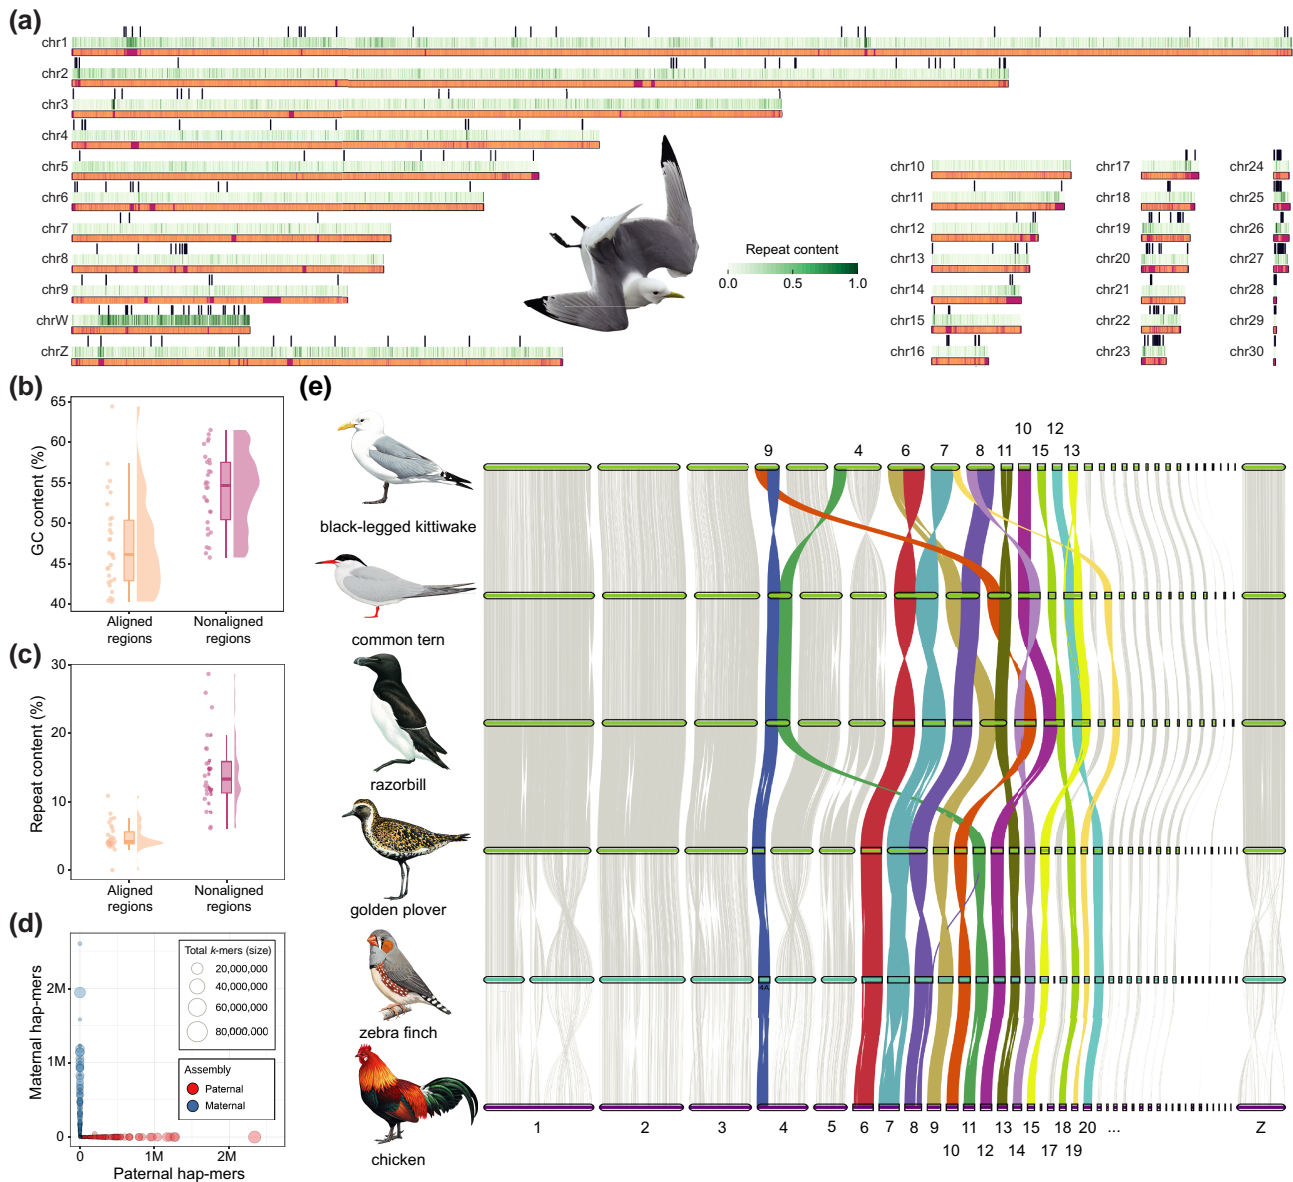 (a)
chr1
chr2
chr3
chr4
chr5
chr6
chr7
chr8
chr9
chrW
chrZ
chr10
chr11
chr12
chr13
chr14
chr15
chr16
chr17
chr18
chr19
chr20
chr21
chr22
chr23
chr24
chr25
chr26
chr27
chr28
chr29
chr30
Repeat content
0.0 0.5 1.0
(b)
GC content (%)
65
60
55
50
45
40
Aligned regions
Nonaligned regions
(c)
Repeat content (%)
30
20
10
0
Aligned regions
Nonaligned regions
(d)
Maternal hap-mers
2M
1M
0
0 1M 2M
Paternal hap-mers
Total k-mers (size)
20,000,000
40,000,000
60,000,000
80,000,000
Assembly
Paternal
Maternal
(e)
black-legged kittiwake
common tern
razorbill
golden plover
zebra finch
chicken
9 4 6 7 8 11 10 15 12 13
4A
1 2 3 4 5 6 7 8 9 10 11 12 13 14 15 17 18 19 20 ... Z